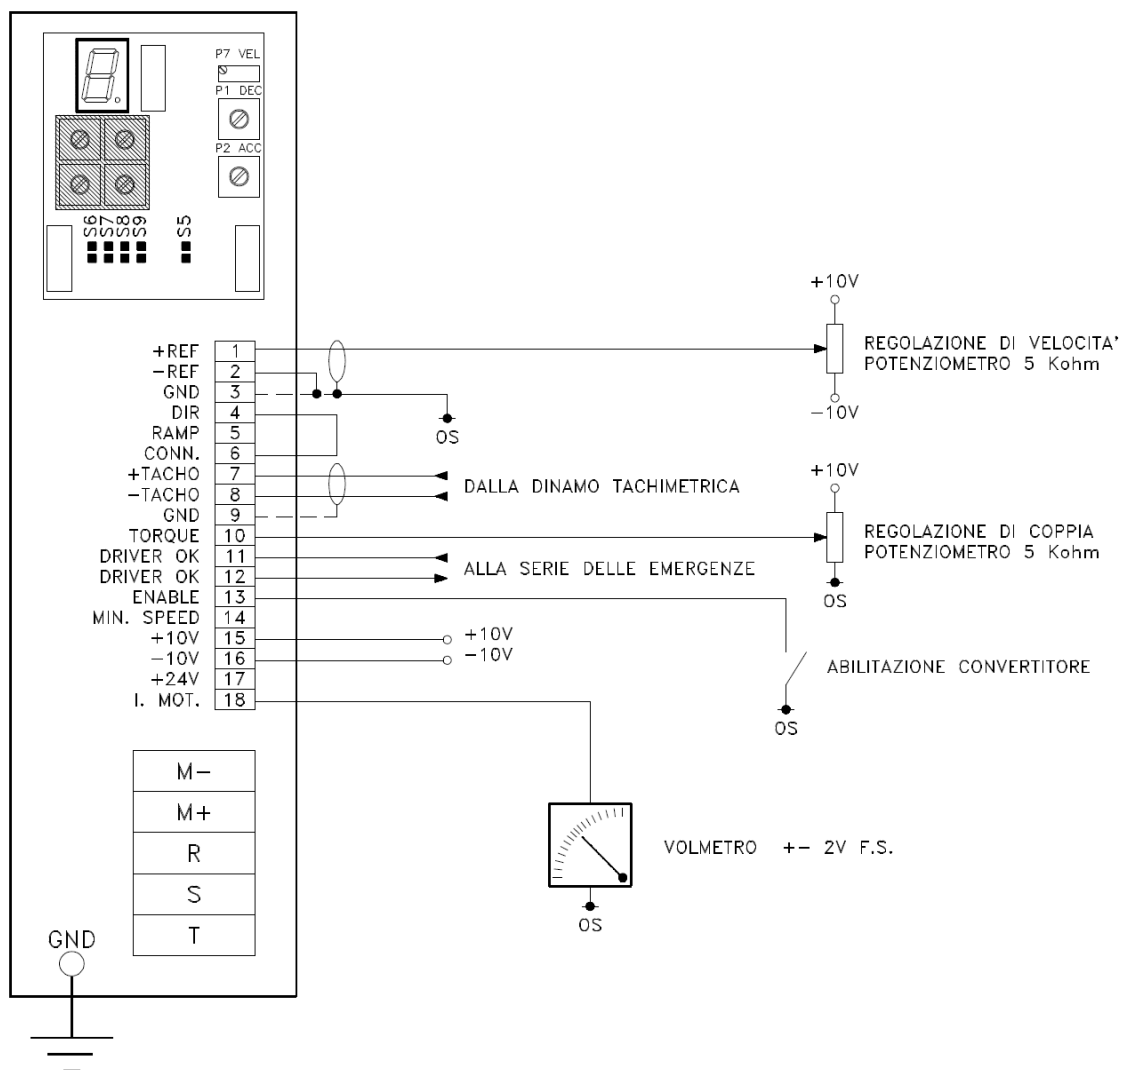 P7 VEL
P1 DEC
P2 ACC
S6
S7
S8
S9
S5
+REF 1
-REF 2
GND 3
DIR 4
RAMP 5
CONN. 6
+TACHO 7
-TACHO 8
GND 9
TORQUE 10
DRIVER OK 11
DRIVER OK 12
ENABLE 13
MIN. SPEED 14
+10V 15
-10V 16
+24V 17
I. MOT. 18
+10V
REGOLAZIONE DI VELOCITA'
POTENZIOMETRO 5 Kohm
-10V
OS
DALLA DINAMO TACHIMETRICA
+10V
REGOLAZIONE DI COPPIA
POTENZIOMETRO 5 Kohm
OS
ALLA SERIE DELLE EMERGENZE
+10V
-10V
ABILITAZIONE CONVERTITORE
OS
VOLMETRO +- 2V F.S.
OS
M-
M+
R
S
T
GND